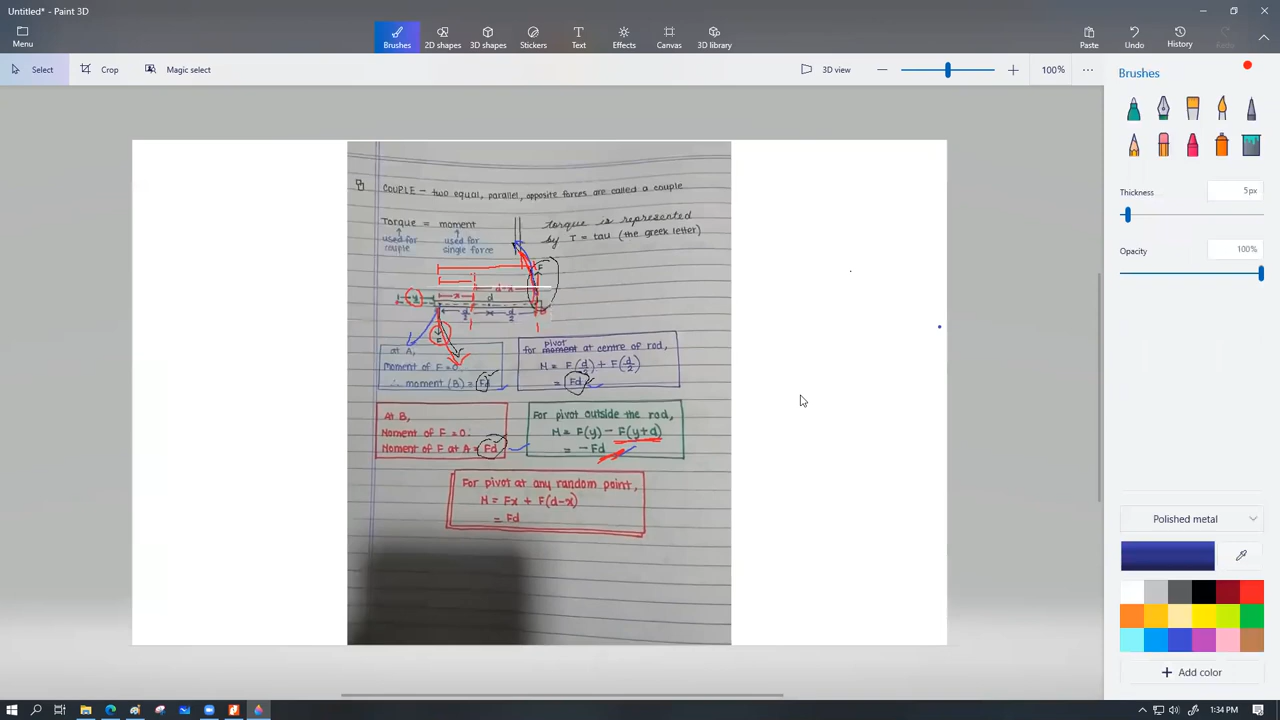 Untitled* - Paint 3D
Menu
Brushes
2D shapes
3D shapes
Stickers
Text
Effects
Canvas
3D library
Paste
Undo
History
Select
Crop
Magic select
3D view
100%
Brushes
Thickness
5px
Opacity
100%
Polished metal
Add color
COUPLE - two equal, parallel, opposite forces are called a couple
Torque = moment
used for couple
used for single force
torque is represented
by T = tau (the greek letter)
F
y
x
d-x
d
d/2
d/2
F
at A,
Moment of F = 0.
∴ moment (B) = Fd
pivot
for moment at centre of rod,
M = F(d/2) + F(d/2)
= Fd
At B,
Moment of F = 0.
Moment of F at A = Fd
For pivot outside the rod,
M = F(y) - F(y+d)
= -Fd
For pivot at any random point,
M = Fx + F(d-x)
= Fd
1:34 PM